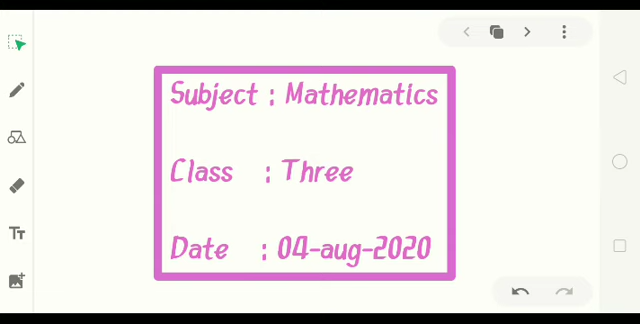 Subject : Mathematics
Class : Three
Date : 04-aug-2020